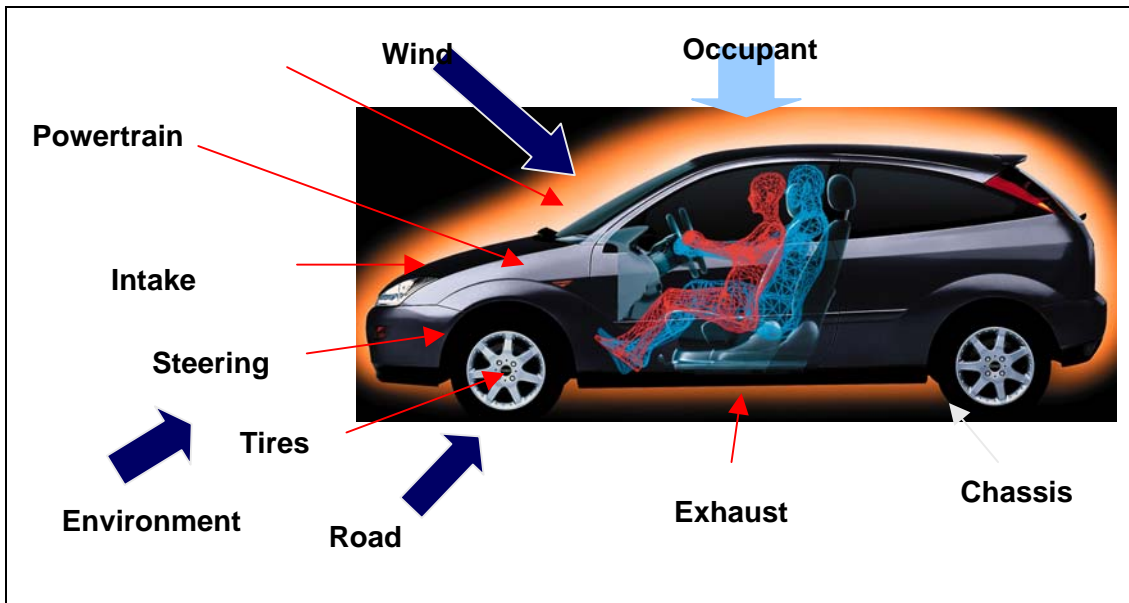 Wind
Occupant
Powertrain
Intake
Steering
Tires
Environment
Road
Exhaust
Chassis